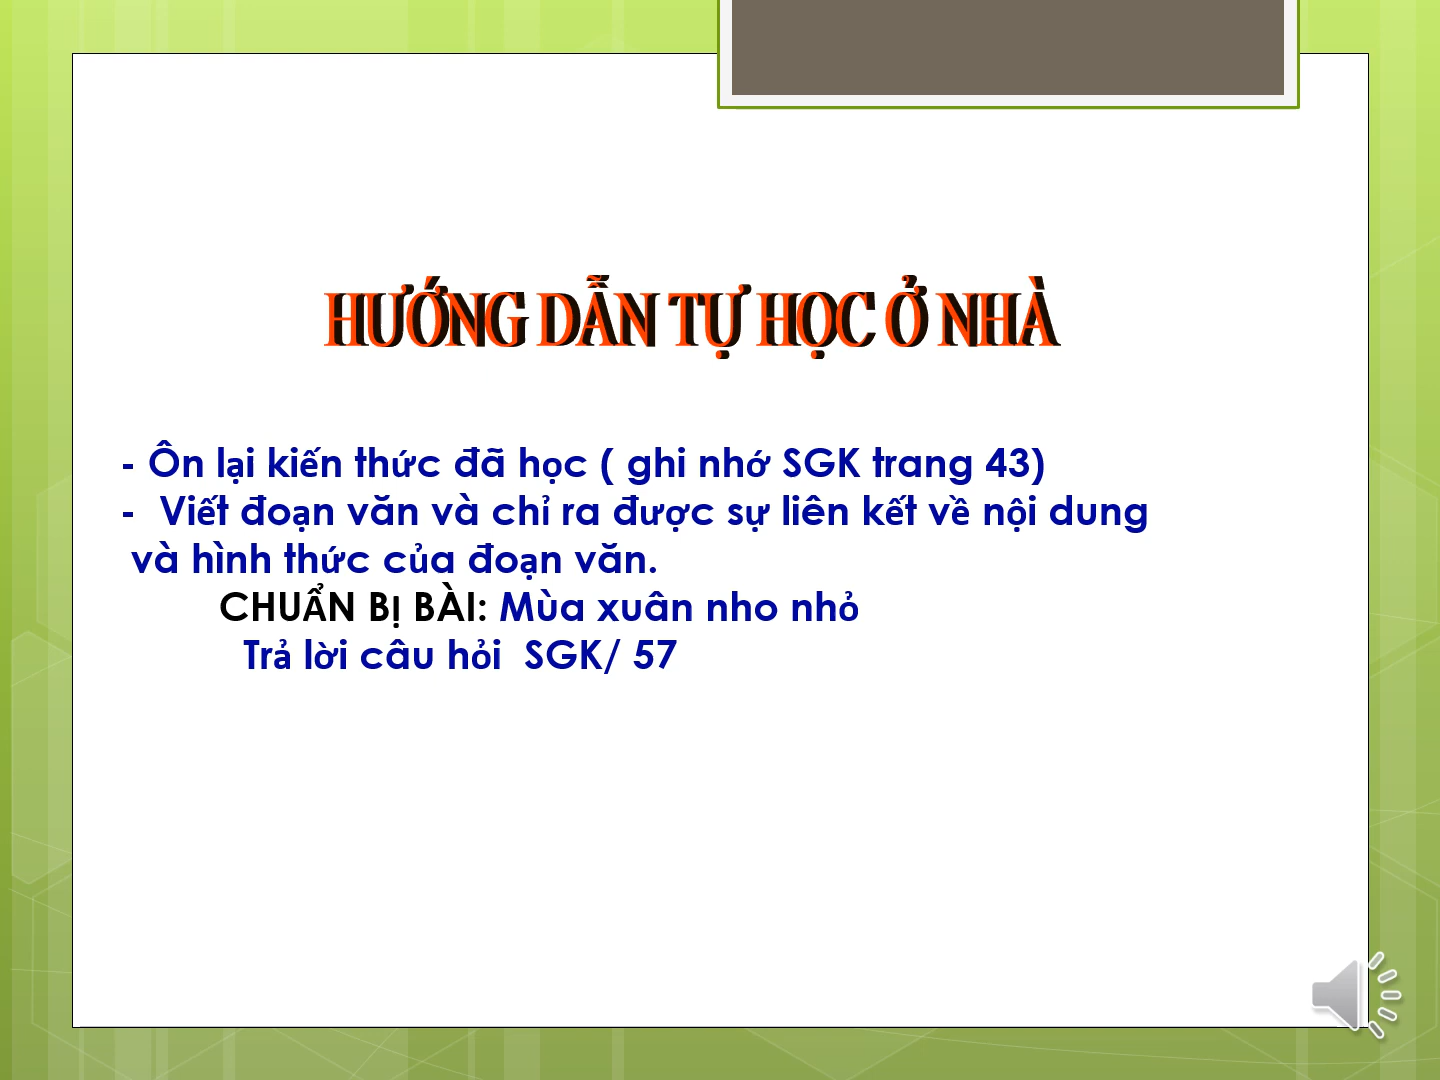 HƯỚNG DẪN TỰ HỌC Ở NHÀ
- Ôn lại kiến thức đã học ( ghi nhớ SGK trang 43)
-  Viết đoạn văn và chỉ ra được sự liên kết về nội dung
và hình thức của đoạn văn.
CHUẨN BỊ BÀI: Mùa xuân nho nhỏ
Trả lời câu hỏi  SGK/ 57